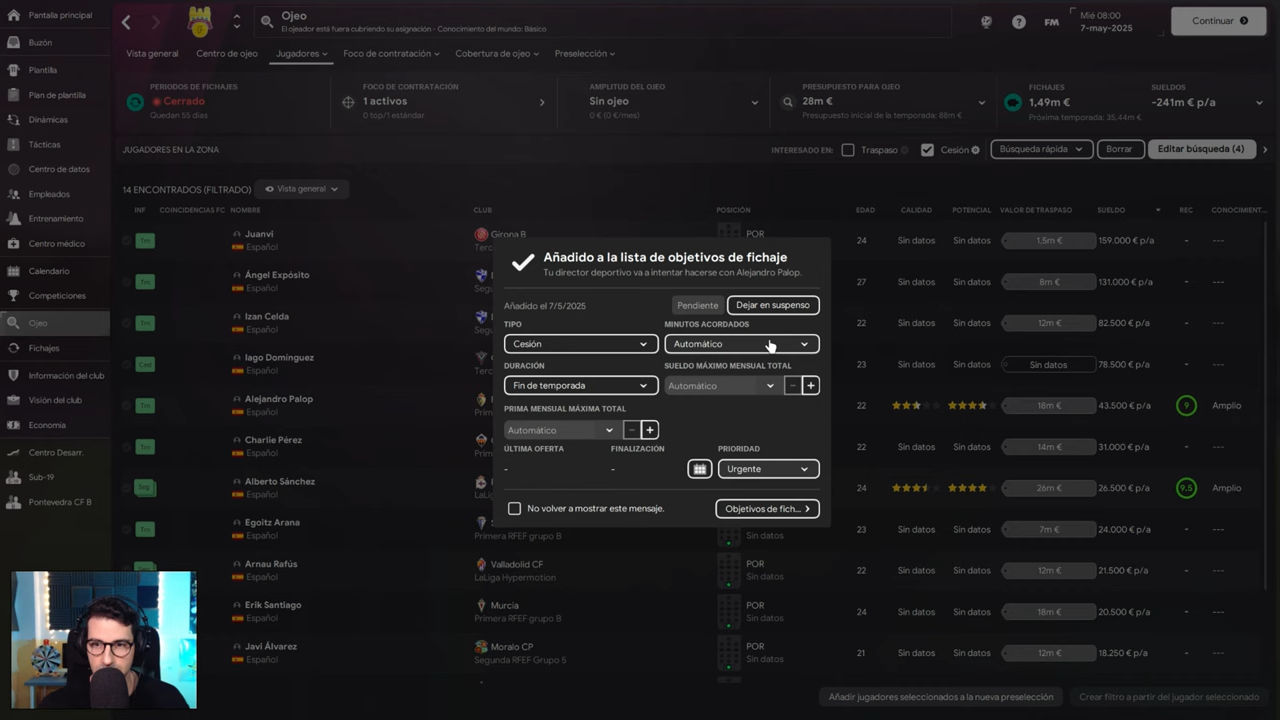 Pantalla principal
Buzón
Plantilla
Plan de plantilla
Dinámicas
Tácticas
Centro de datos
Empleados
Entrenamiento
Centro médico
Calendario
Competiciones
Ojeo
Fichajes
Información del club
Visión del club
Economía
Centro Desarr.
Sub-19
Pontevedra CF B
Ojeo
El ojeador está fuera cubriendo su asignación - Conocimiento del mundo: Básico
FM
Mié 08:00
7-may-2025
Continuar
Vista general
Centro de ojeo
Jugadores
Foco de contratación
Cobertura de ojeo
Preselección
PERIODOS DE FICHAJES
Cerrado
Quedan 55 días
FOCO DE CONTRATACIÓN
1 activos
0 top/1 estándar
AMPLITUD DEL OJEO
Sin ojeo
0 € (0 €/mes)
PRESUPUESTO PARA OJEO
28m €
Presupuesto inicial de la temporada: 88m €
FICHAJES
1,49m €
Próxima temporada: 35,44m €
SUELDOS
-241m € p/a
JUGADORES EN LA ZONA
INTERESADO EN:
Traspaso
Cesión
Búsqueda rápida
Borrar
Editar búsqueda (4)
14 ENCONTRADOS (FILTRADO)
Vista general
INF COINCIDENCIAS FC NOMBRE CLUB POSICIÓN EDAD CALIDAD POTENCIAL VALOR DE TRASPASO SUELDO REC CONOCIMIENT...
Trn Juanvi Girona B POR 24 Sin datos Sin datos 1,5m € 159.000 € p/a - ---
Español
Trn Ángel Expósito 27 Sin datos Sin datos 8m € 131.000 € p/a - ---
Español
Trn Izan Celda 22 Sin datos Sin datos 12m € 82.500 € p/a - ---
Español
Ced Iago Domínguez 23 Sin datos Sin datos Sin datos 78.500 € p/a - ---
Español
Trn Alejandro Palop 22 18m € 43.500 € p/a 9 Amplio
Español
Trn Charlie Pérez 22 Sin datos Sin datos 14m € 31.000 € p/a - ---
Español
Alberto Sánchez 24 26m € 26.500 € p/a 9.5 Amplio
Español
Trn Egoitz Arana 23 Sin datos Sin datos 7m € 24.000 € p/a - ---
Español Primera RFEF grupo B Sin datos
Arnau Rafús Valladolid CF POR 22 Sin datos Sin datos 12m € 21.500 € p/a - ---
Español LaLiga Hypermotion Sin datos
Erik Santiago Murcia POR 24 Sin datos Sin datos 18m € 20.500 € p/a - ---
Español Primera RFEF grupo B Sin datos
Javi Álvarez Moralo CP POR 21 Sin datos Sin datos 12m € 18.250 € p/a - ---
Español Segunda RFEF Grupo 5 Sin datos
Añadido a la lista de objetivos de fichaje
Tu director deportivo va a intentar hacerse con Alejandro Palop.
Añadido el 7/5/2025
Pendiente
Dejar en suspenso
TIPO
Cesión
MINUTOS ACORDADOS
Automático
DURACIÓN
Fin de temporada
SUELDO MÁXIMO MENSUAL TOTAL
Automático
PRIMA MENSUAL MÁXIMA TOTAL
Automático
ÚLTIMA OFERTA
-
FINALIZACIÓN
-
PRIORIDAD
Urgente
No volver a mostrar este mensaje.
Objetivos de fich...
Añadir jugadores seleccionados a la nueva preselección
Crear filtro a partir del jugador seleccionado